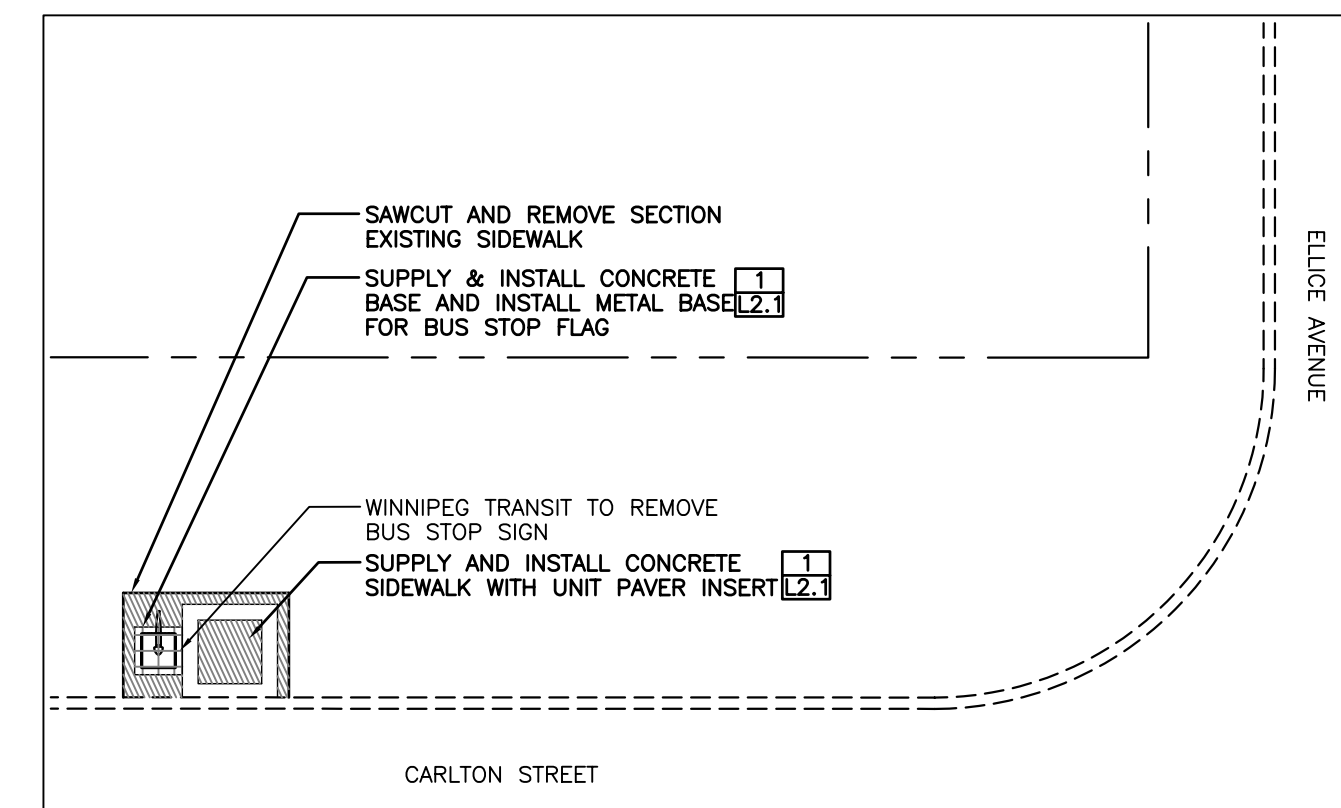 SAWCUT AND REMOVE SECTION
EXISTING SIDEWALK
SUPPLY & INSTALL CONCRETE 1
BASE AND INSTALL METAL BASE L2.1
FOR BUS STOP FLAG
WINNIPEG TRANSIT TO REMOVE
BUS STOP SIGN
SUPPLY AND INSTALL CONCRETE 1
SIDEWALK WITH UNIT PAVER INSERT L2.1
ELLICE AVENUE
CARLTON STREET